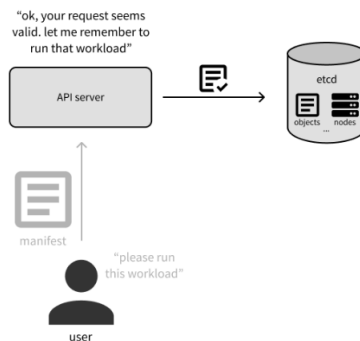 “ok, your request seems
valid. let me remember to
run that workload”
API server
etcd
objects
nodes
...
manifest
“please run
this workload”
user